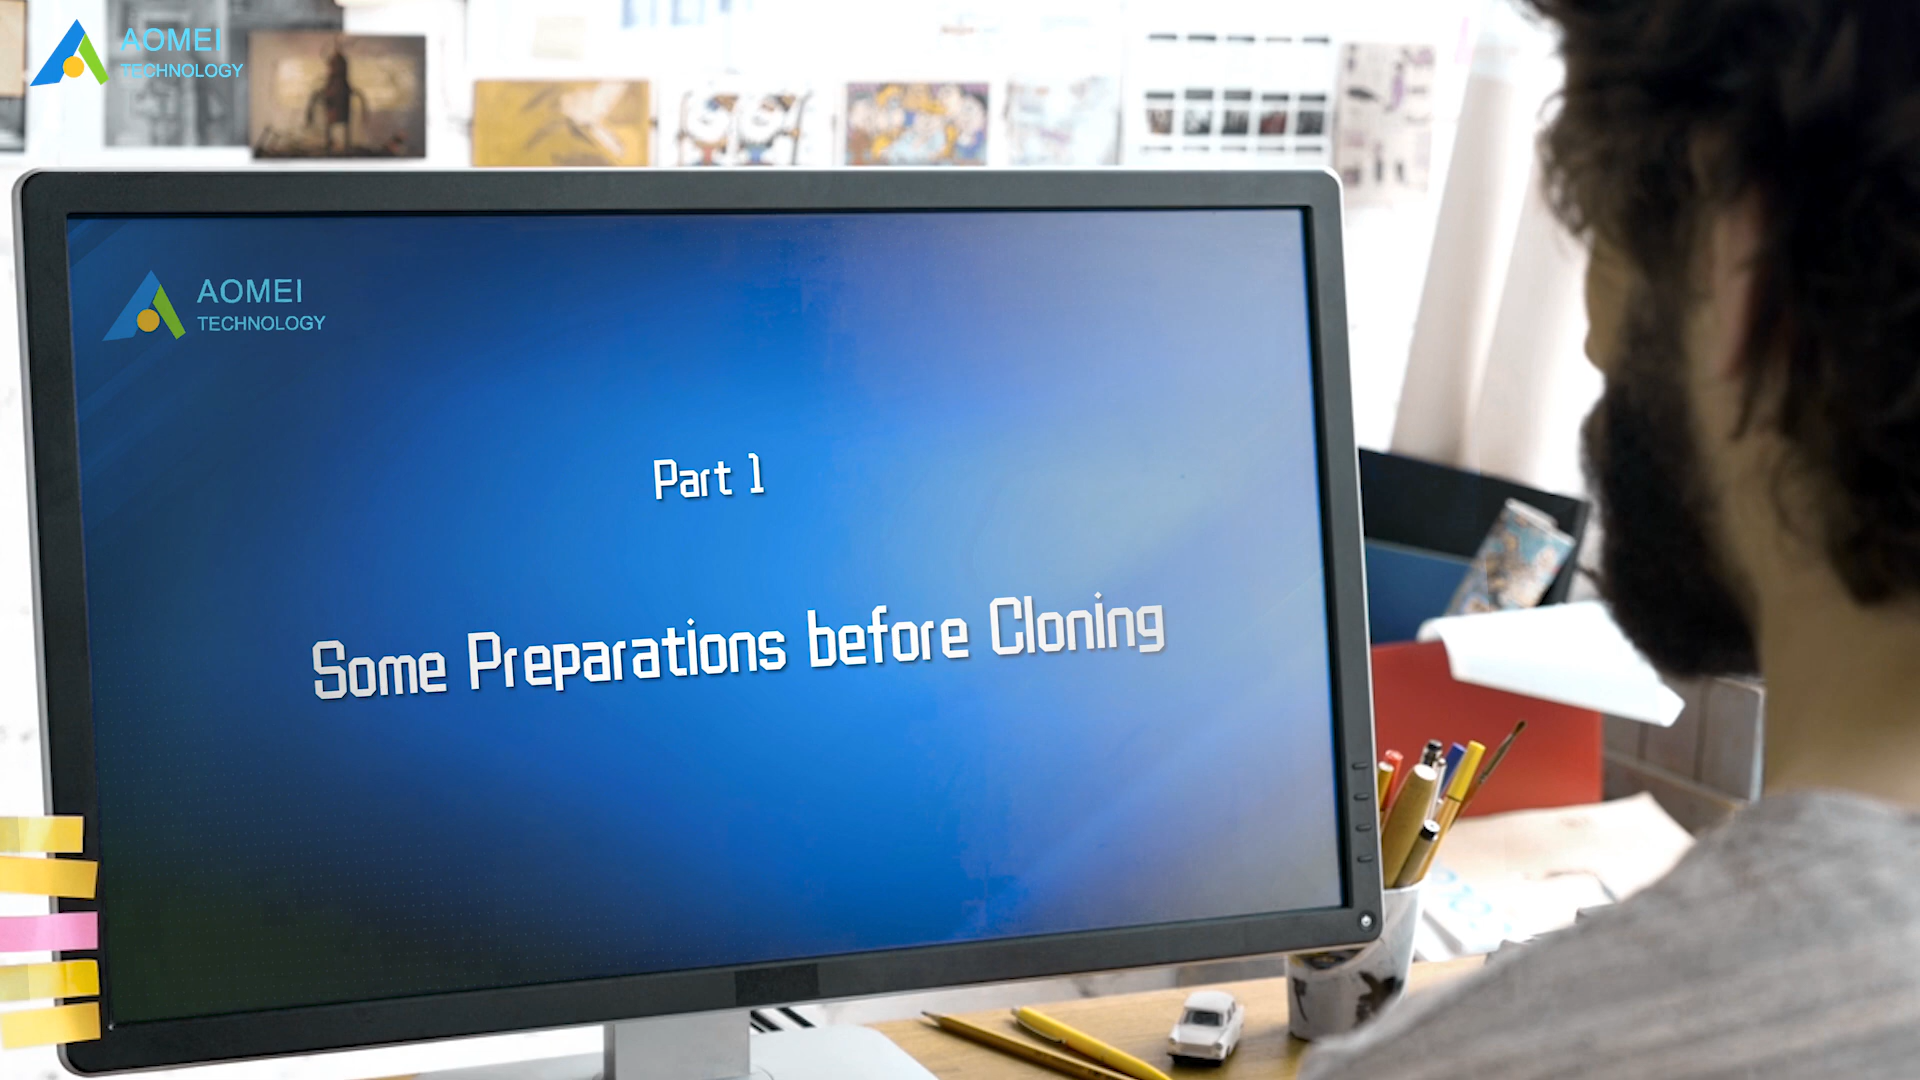 AOMEI
TECHNOLOGY
AOMEI
TECHNOLOGY
Part 1
Some Preparations before Cloning